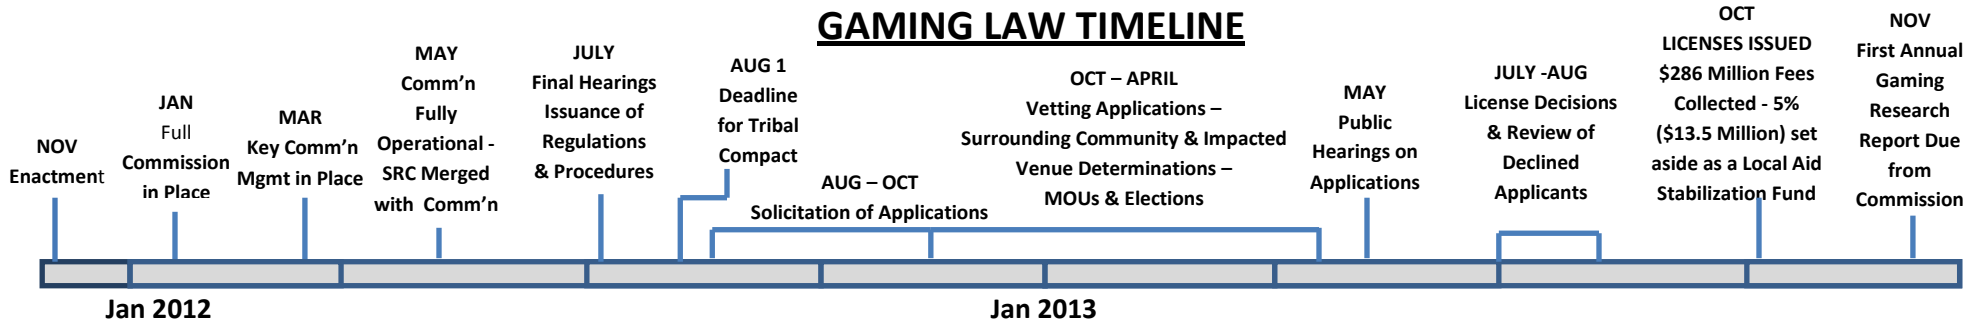 GAMING LAW TIMELINE
NOV
Enactment
JAN
Full
Commission
in Place
MAR
Key Comm'n
Mgmt in Place
MAY
Comm'n
Fully
Operational -
SRC Merged
with Comm'n
JULY
Final Hearings
Issuance of
Regulations
& Procedures
AUG 1
Deadline
for Tribal
Compact
AUG – OCT
Solicitation of Applications
OCT – APRIL
Vetting Applications –
Surrounding Community & Impacted
Venue Determinations –
MOUs & Elections
MAY
Public
Hearings on
Applications
JULY -AUG
License Decisions
& Review of
Declined
Applicants
OCT
LICENSES ISSUED
$286 Million Fees
Collected - 5%
($13.5 Million) set
aside as a Local Aid
Stabilization Fund
NOV
First Annual
Gaming
Research
Report Due
from
Commission
Jan 2012
Jan 2013